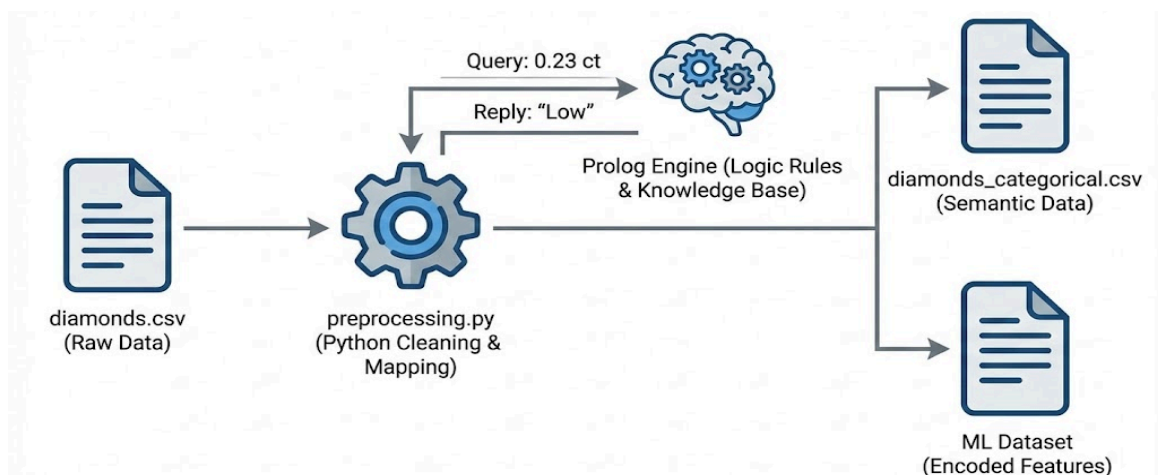 Query: 0.23 ct
Reply: “Low”
Prolog Engine (Logic Rules
& Knowledge Base)
diamonds.csv
(Raw Data)
preprocessing.py
(Python Cleaning &
Mapping)
diamonds_categorical.csv
(Semantic Data)
ML Dataset
(Encoded Features)